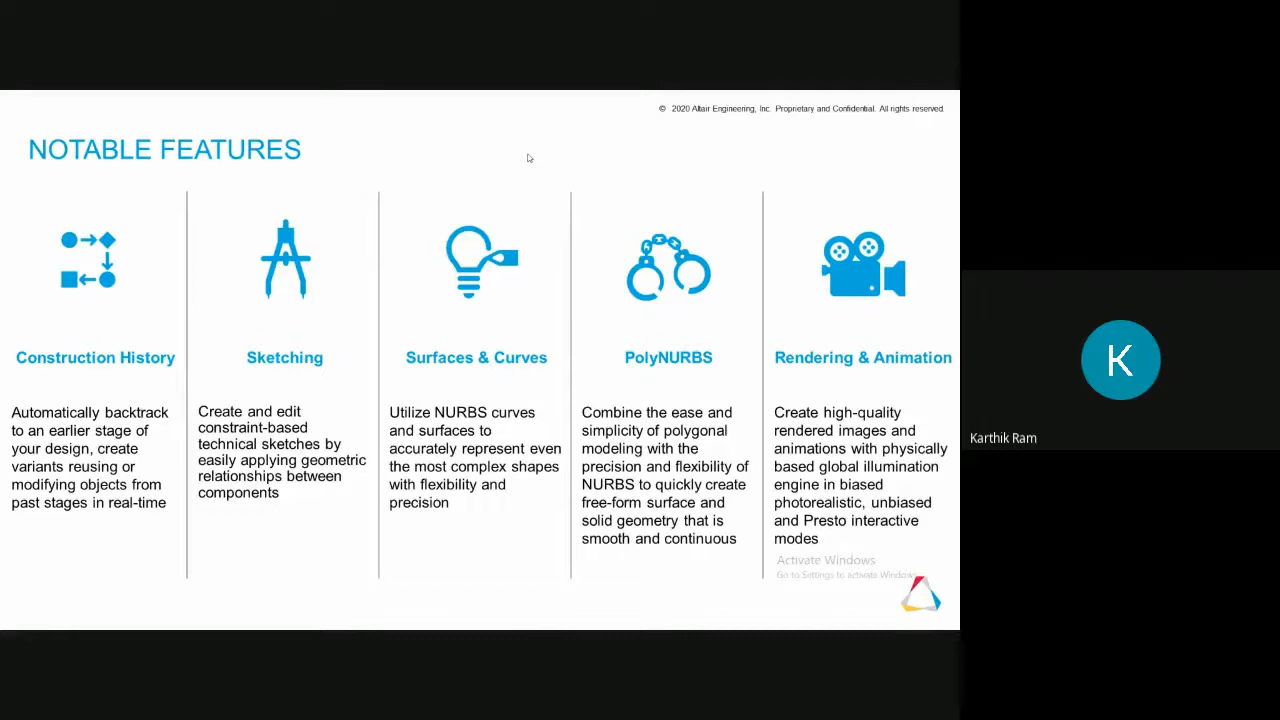 © 2020 Altair Engineering, Inc. Proprietary and Confidential. All rights reserved.
NOTABLE FEATURES
Construction History
Automatically backtrack
to an earlier stage of
your design, create
variants reusing or
modifying objects from
past stages in real-time
Sketching
Create and edit
constraint-based
technical sketches by
easily applying geometric
relationships between
components
Surfaces & Curves
Utilize NURBS curves
and surfaces to
accurately represent even
the most complex shapes
with flexibility and
precision
PolyNURBS
Combine the ease and
simplicity of polygonal
modeling with the
precision and flexibility of
NURBS to quickly create
free-form surface and
solid geometry that is
smooth and continuous
Rendering & Animation
Create high-quality
rendered images and
animations with physically
based global illumination
engine in biased
photorealistic, unbiased
and Presto interactive
modes
Activate Windows
Go to Settings to activate Windows.
K
Karthik Ram